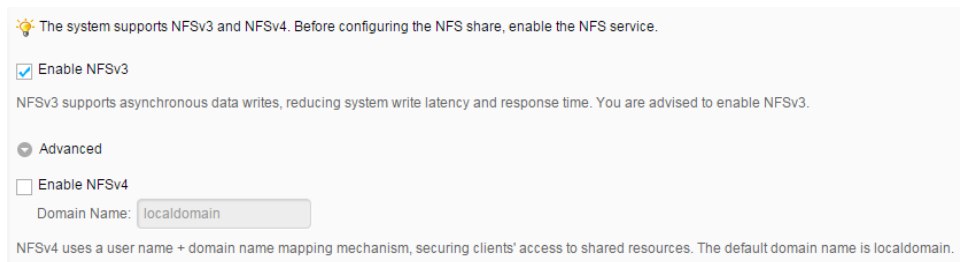 The system supports NFSv3 and NFSv4. Before configuring the NFS share, enable the NFS service.
Enable NFSv3
NFSv3 supports asynchronous data writes, reducing system write latency and response time. You are advised to enable NFSv3.
Advanced
Enable NFSv4
Domain Name: localdomain
NFSv4 uses a user name + domain name mapping mechanism, securing clients' access to shared resources. The default domain name is localdomain.